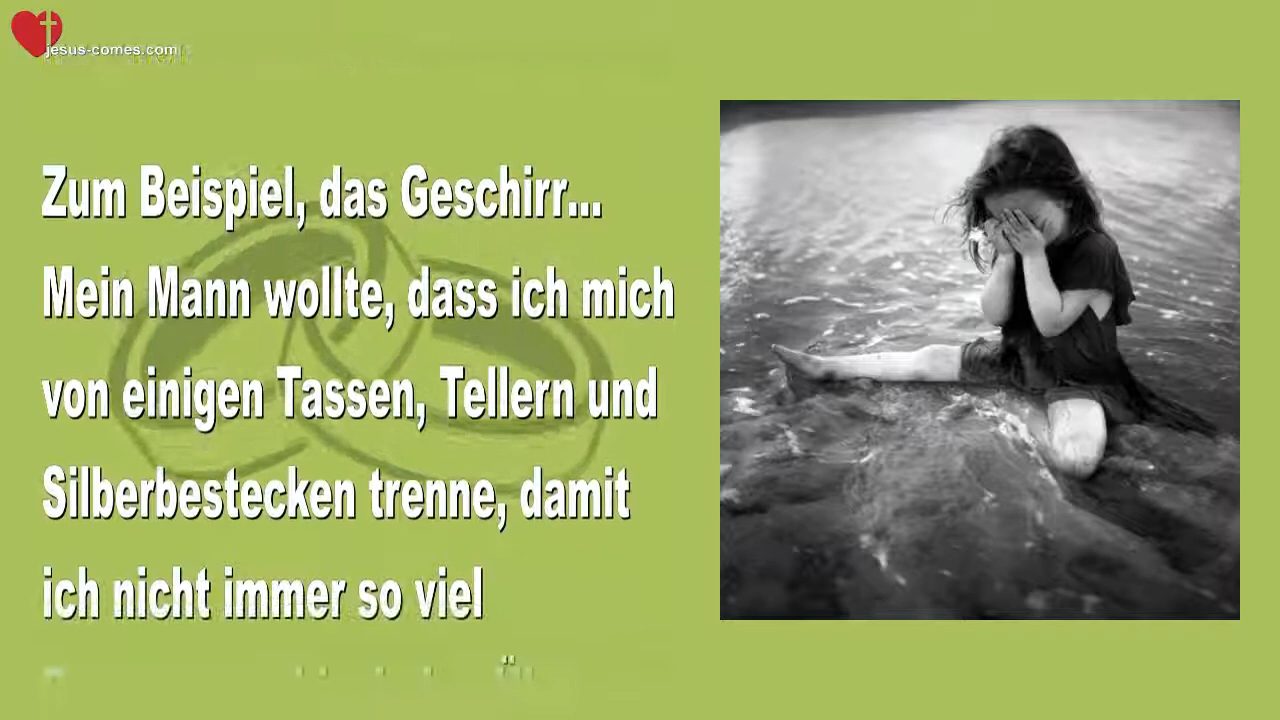 jesus-comes.com
Zum Beispiel, das Geschirr...
Mein Mann wollte, dass ich mich
von einigen Tassen, Tellern und
Silberbestecken trenne, damit
ich nicht immer so viel